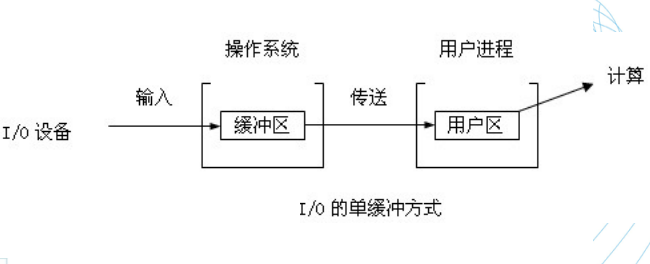 操作系统
用户进程
计算
输入
传送
I/O 设备
缓冲区
用户区
I/O 的单缓冲方式